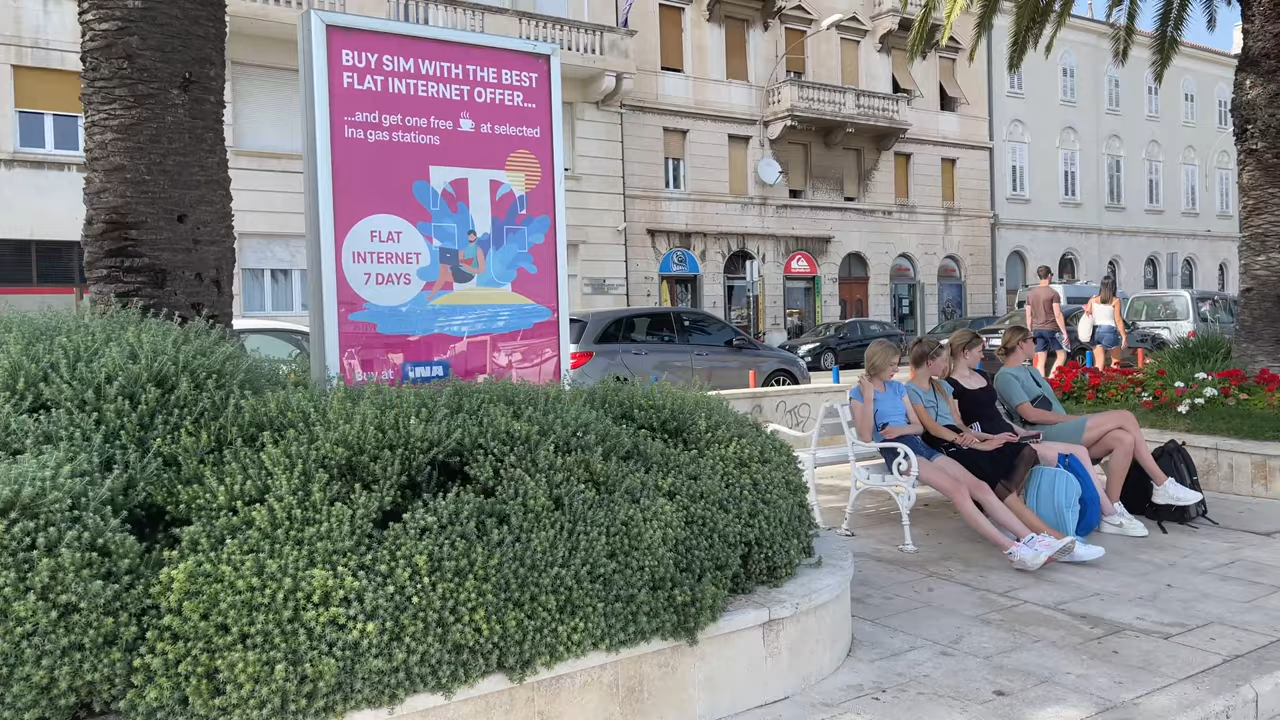 BUY SIM WITH THE BEST
FLAT INTERNET OFFER...
...and get one free at selected
Ina gas stations
T
FLAT
INTERNET
7 DAYS
Buy at INA